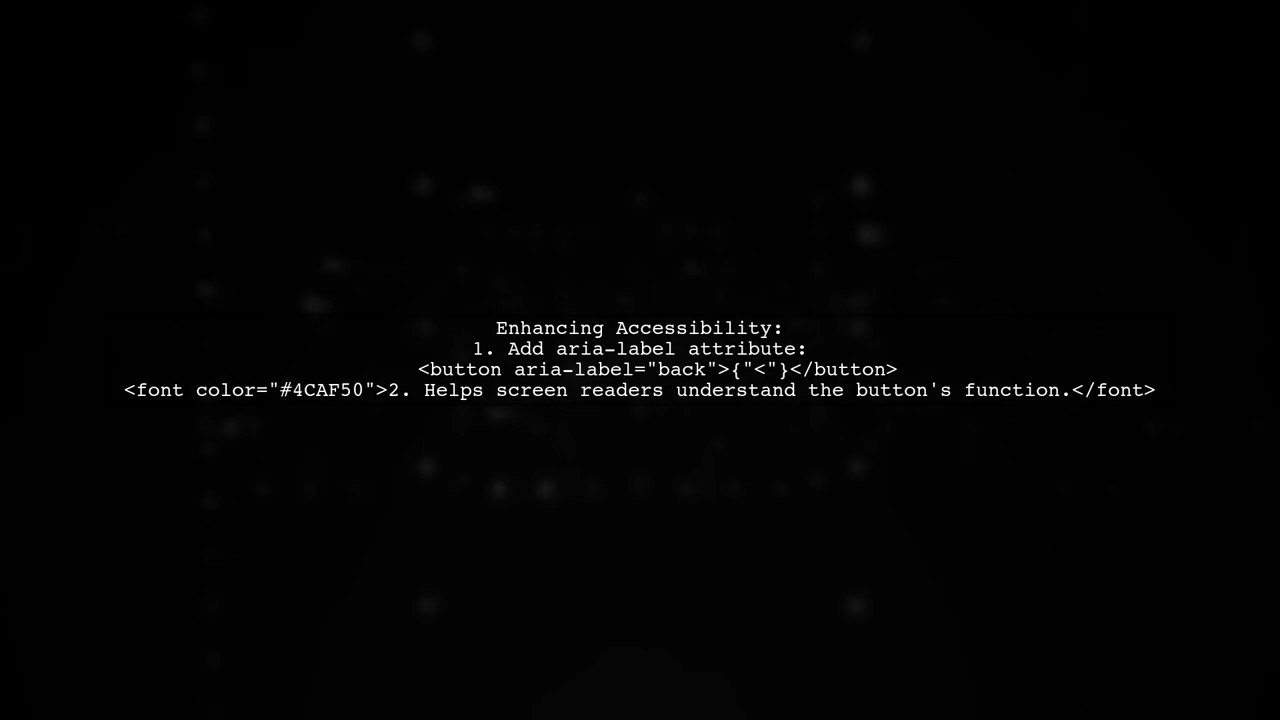 Enhancing Accessibility:
1. Add aria-label attribute:
<button aria-label="back">{"<"}</button>
<font color="#4CAF50">2. Helps screen readers understand the button's function.</font>